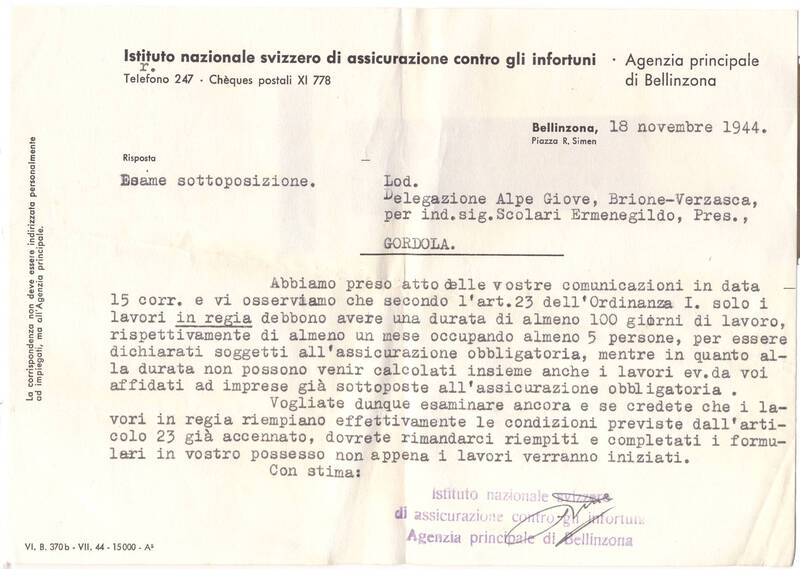 Istituto nazionale svizzero di assicurazione contro gli infortuni · Agenzia principale
di Bellinzona
r.
Telefono 247 · Chèques postali XI 778
Bellinzona, 18 novembre 1944.
Piazza R. Simen
Risposta
Esame sottoposizione.
Lod.
Delegazione Alpe Giove, Brione-Verzasca,
per ind.sig.Scolari Ermenegildo, Pres.,
GORDOLA.
Abbiamo preso atto delle vostre comunicazioni in data
15 corr. e vi osserviamo che secondo l'art.23 dell'Ordinanza I. solo i
lavori in regia debbono avere una durata di almeno 100 giorni di lavoro,
rispettivamente di almeno un mese occupando almeno 5 persone, per essere
dichiarati soggetti all'assicurazione obbligatoria, mentre in quanto al-
la durata non possono venir calcolati insieme anche i lavori ev.da voi
affidati ad imprese già sottoposte all'assicurazione obbligatoria .
Vogliate dunque esaminare ancora e se credete che i la-
vori in regia riempiano effettivamente le condizioni previste dall'arti-
colo 23 già accennato, dovrete rimandarci riempiti e completati i formu-
lari in vostro possesso non appena i lavori verranno iniziati.
Con stima:
Istituto nazionale svizzero
di assicurazione contro gli infortuni
Agenzia principale di Bellinzona
La corrispondenza non deve essere indirizzata personalmente
ad impiegati, ma all'Agenzia principale.
VI. B. 370b - VII. 44 - 15000 - A⁵